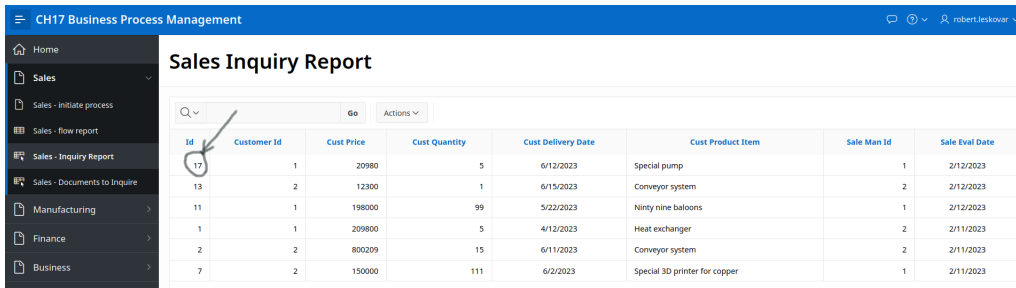 CH17 Business Process Management
robert.leskovar
Home
Sales
Sales - initiate process
Sales - flow report
Sales - Inquiry Report
Sales - Documents to Inquire
Manufacturing
Finance
Business
Sales Inquiry Report
Go Actions
Id Customer Id Cust Price Cust Quantity Cust Delivery Date Cust Product Item Sale Man Id Sale Eval Date
17 1 20980 5 6/12/2023 Special pump 1 2/12/2023
13 2 12300 1 6/15/2023 Conveyor system 2 2/12/2023
11 1 198000 99 5/22/2023 Ninty nine baloons 1 2/12/2023
1 1 209800 5 4/12/2023 Heat exchanger 2 2/11/2023
2 2 800209 15 6/11/2023 Conveyor system 2 2/11/2023
7 2 150000 111 6/2/2023 Special 3D printer for copper 1 2/11/2023